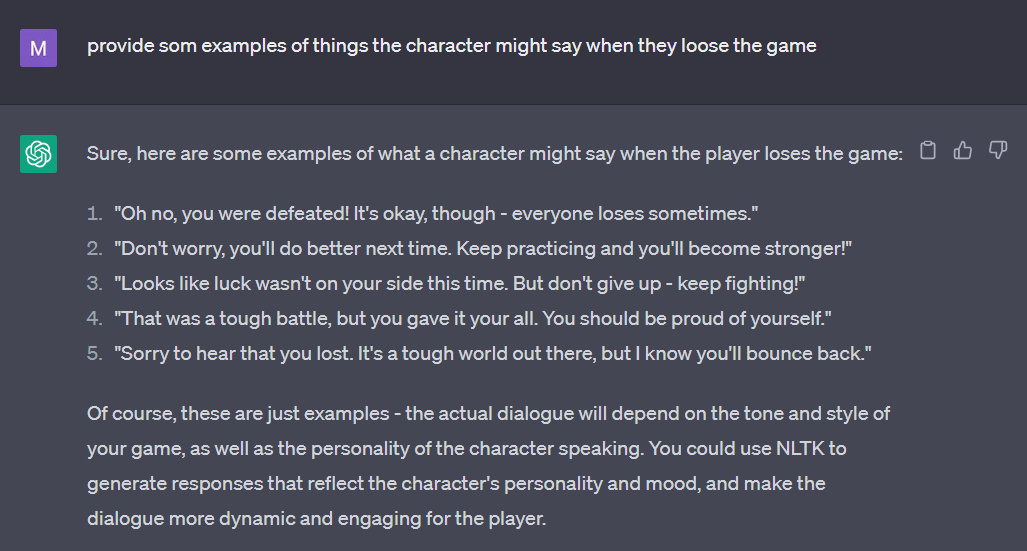 M
provide som examples of things the character might say when they loose the game
Sure, here are some examples of what a character might say when the player loses the game:
1. "Oh no, you were defeated! It's okay, though - everyone loses sometimes."
2. "Don't worry, you'll do better next time. Keep practicing and you'll become stronger!"
3. "Looks like luck wasn't on your side this time. But don't give up - keep fighting!"
4. "That was a tough battle, but you gave it your all. You should be proud of yourself."
5. "Sorry to hear that you lost. It's a tough world out there, but I know you'll bounce back."
Of course, these are just examples - the actual dialogue will depend on the tone and style of
your game, as well as the personality of the character speaking. You could use NLTK to
generate responses that reflect the character's personality and mood, and make the
dialogue more dynamic and engaging for the player.